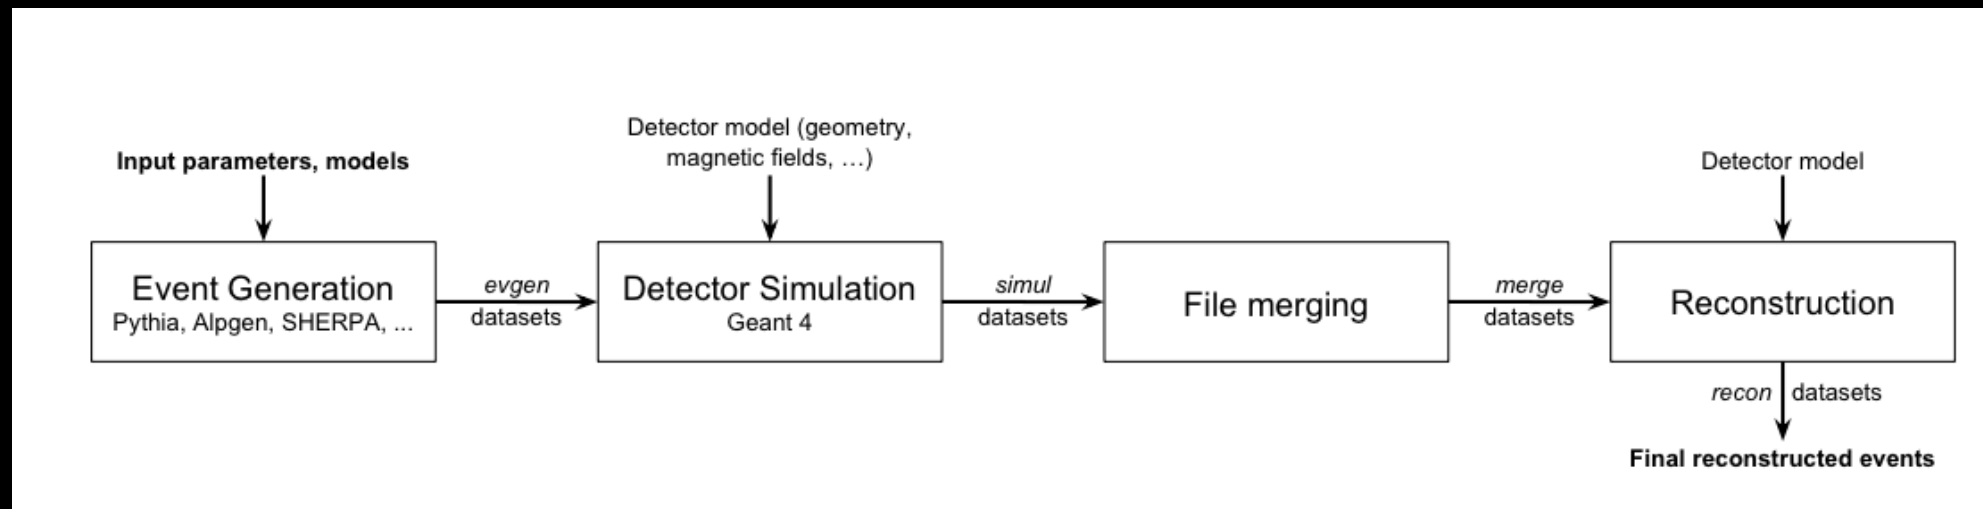 Input parameters, models
Event Generation
Pythia, Alpgen, SHERPA, ...
evgen
datasets
Detector model (geometry,
magnetic fields, ...)
Detector Simulation
Geant 4
simul
datasets
File merging
merge
datasets
Detector model
Reconstruction
recon datasets
Final reconstructed events